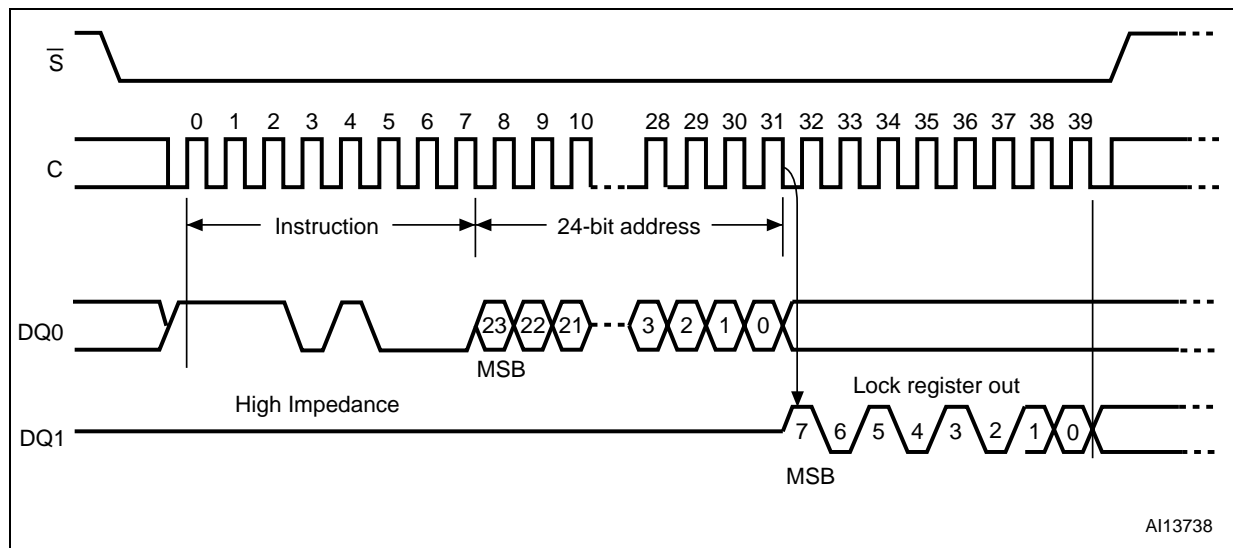 S
0 1 2 3 4 5 6 7 8 9 10 28 29 30 31 32 33 34 35 36 37 38 39
C
Instruction 24-bit address
DQ0 23 22 21 3 2 1 0
MSB
High Impedance Lock register out
DQ1 7 6 5 4 3 2 1 0
MSB
AI13738